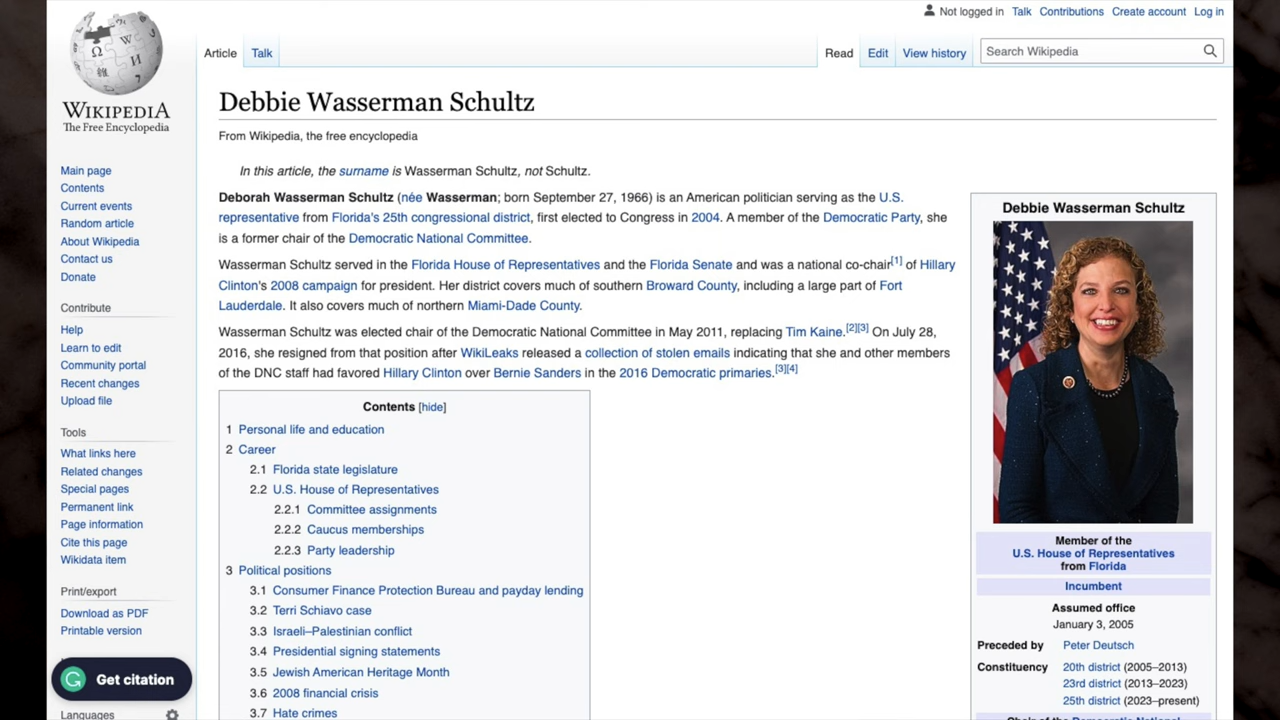 Not logged in Talk Contributions Create account Log in
Article Talk Read Edit View history Search Wikipedia
WIKIPEDIA
The Free Encyclopedia
Main page
Contents
Current events
Random article
About Wikipedia
Contact us
Donate
Contribute
Help
Learn to edit
Community portal
Recent changes
Upload file
Tools
What links here
Related changes
Special pages
Permanent link
Page information
Cite this page
Wikidata item
Print/export
Download as PDF
Printable version
Get citation
Languages
Debbie Wasserman Schultz
From Wikipedia, the free encyclopedia
In this article, the surname is Wasserman Schultz, not Schultz.
Deborah Wasserman Schultz (née Wasserman; born September 27, 1966) is an American politician serving as the U.S.
representative from Florida's 25th congressional district, first elected to Congress in 2004. A member of the Democratic Party, she
is a former chair of the Democratic National Committee.
Wasserman Schultz served in the Florida House of Representatives and the Florida Senate and was a national co-chair[1] of Hillary
Clinton's 2008 campaign for president. Her district covers much of southern Broward County, including a large part of Fort
Lauderdale. It also covers much of northern Miami-Dade County.
Wasserman Schultz was elected chair of the Democratic National Committee in May 2011, replacing Tim Kaine.[2][3] On July 28,
2016, she resigned from that position after WikiLeaks released a collection of stolen emails indicating that she and other members
of the DNC staff had favored Hillary Clinton over Bernie Sanders in the 2016 Democratic primaries.[3][4]
Contents [hide]
1 Personal life and education
2 Career
2.1 Florida state legislature
2.2 U.S. House of Representatives
2.2.1 Committee assignments
2.2.2 Caucus memberships
2.2.3 Party leadership
3 Political positions
3.1 Consumer Finance Protection Bureau and payday lending
3.2 Terri Schiavo case
3.3 Israeli–Palestinian conflict
3.4 Presidential signing statements
3.5 Jewish American Heritage Month
3.6 2008 financial crisis
3.7 Hate crimes
Debbie Wasserman Schultz
Member of the
U.S. House of Representatives
from Florida
Incumbent
Assumed office
January 3, 2005
Preceded by Peter Deutsch
Constituency 20th district (2005–2013)
23rd district (2013–2023)
25th district (2023–present)
Chair of the Democratic National